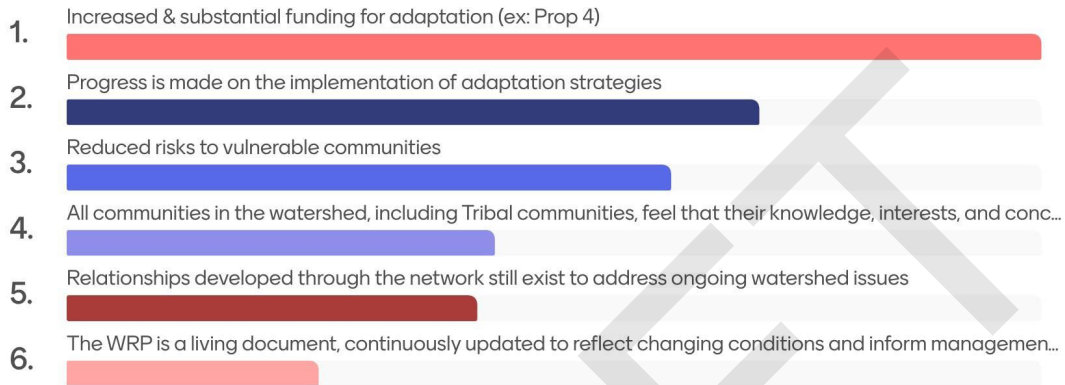 1. Increased & substantial funding for adaptation (ex: Prop 4)
2. Progress is made on the implementation of adaptation strategies
3. Reduced risks to vulnerable communities
4. All communities in the watershed, including Tribal communities, feel that their knowledge, interests, and conc...
5. Relationships developed through the network still exist to address ongoing watershed issues
6. The WRP is a living document, continuously updated to reflect changing conditions and inform managemen...
ET